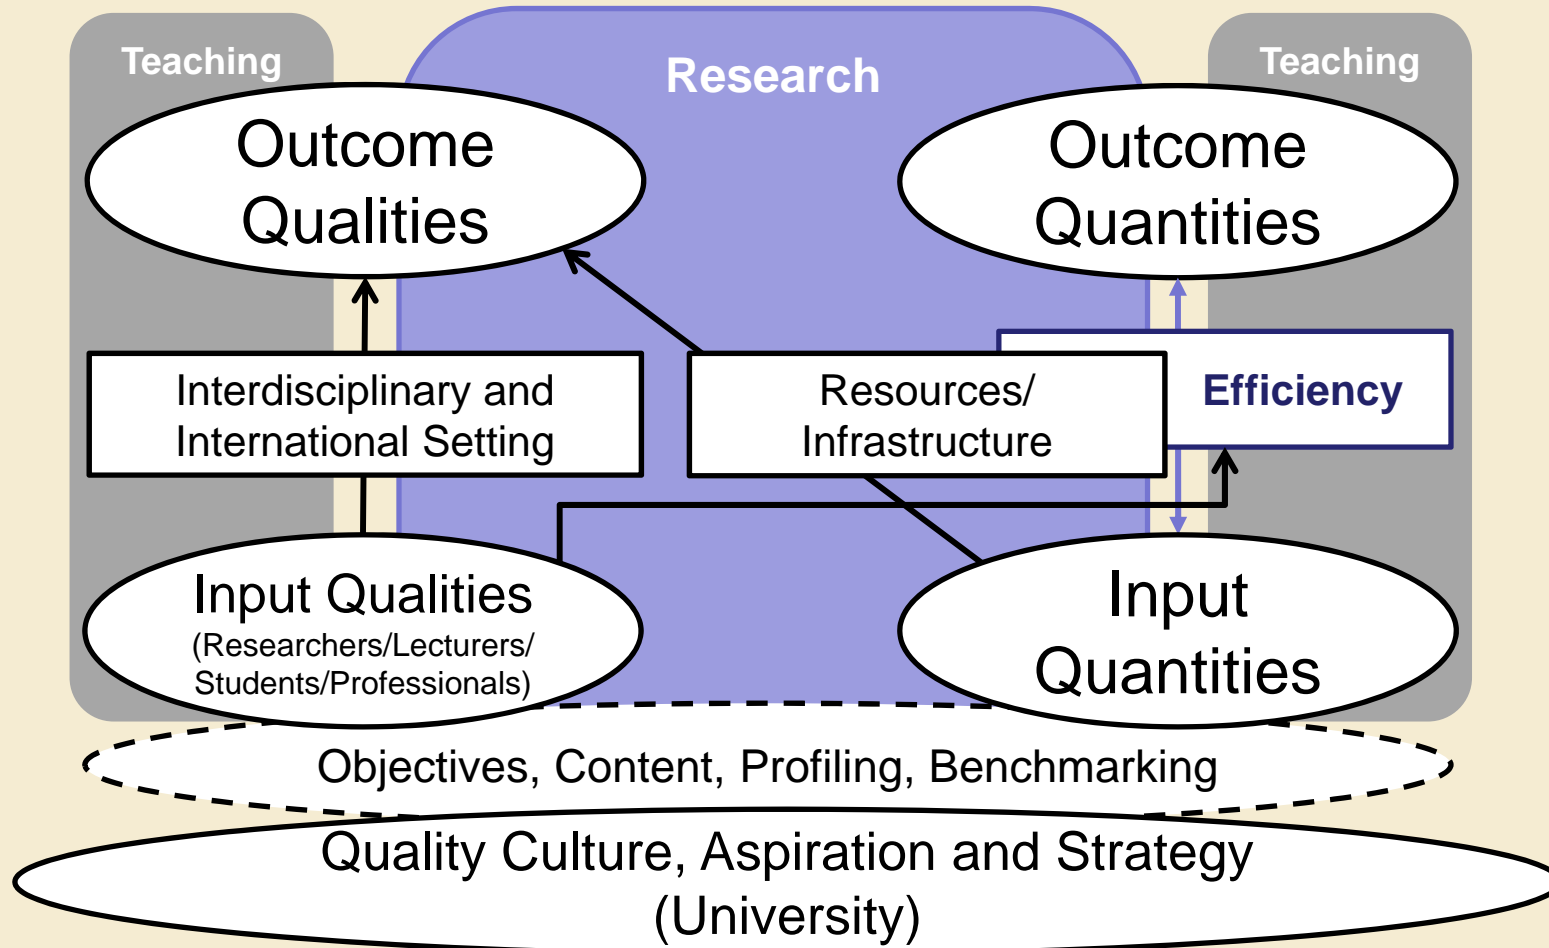 Teaching
Research
Teaching
Outcome
Qualities
Outcome
Quantities
Interdisciplinary and
International Setting
Resources/
Infrastructure
Efficiency
Input Qualities
(Researchers/Lecturers/
Students/Professionals)
Input
Quantities
Objectives, Content, Profiling, Benchmarking
Quality Culture, Aspiration and Strategy
(University)